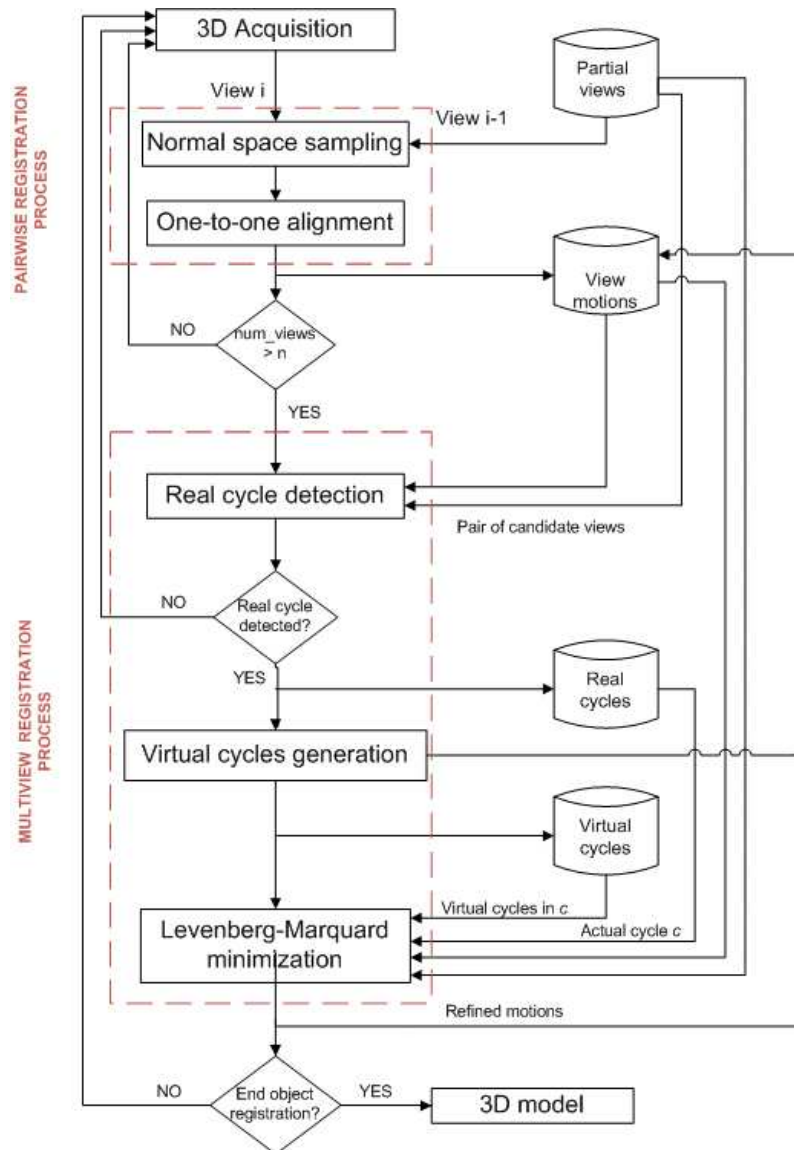 3D Acquisition
View i
Partial
views
View i-1
Normal space sampling
One-to-one alignment
PAIRWISE REGISTRATION
PROCESS
View
motions
NO
num_views
> n
YES
Real cycle detection
Pair of candidate views
NO
Real cycle
detected?
YES
Real
cycles
Virtual cycles generation
MULTIVIEW REGISTRATION
PROCESS
Virtual
cycles
Virtual cycles in c
Levenberg-Marquard
minimization
Actual cycle c
Refined motions
NO
End object
registration?
YES
3D model